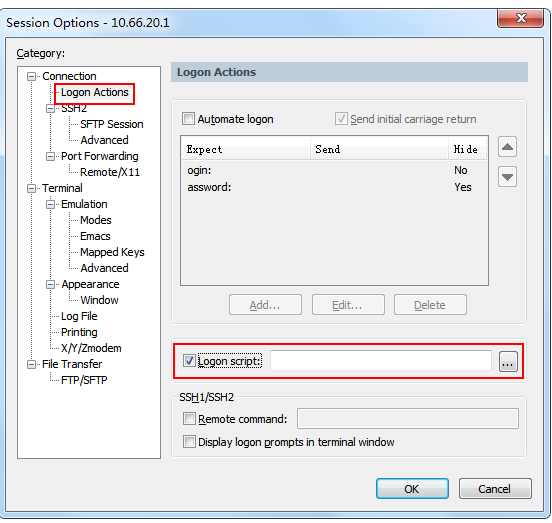 Session Options - 10.66.20.1
Category:
Connection
Logon Actions
SSH2
SFTP Session
Advanced
Port Forwarding
Remote/X11
Terminal
Emulation
Modes
Emacs
Mapped Keys
Advanced
Appearance
Window
Log File
Printing
X/Y/Zmodem
File Transfer
FTP/SFTP
Logon Actions
Automate logon
Send initial carriage return
Expect Send Hide
ogin: No
assword: Yes
Add... Edit... Delete
Logon script: ...
SSH1/SSH2
Remote command:
Display logon prompts in terminal window
OK Cancel